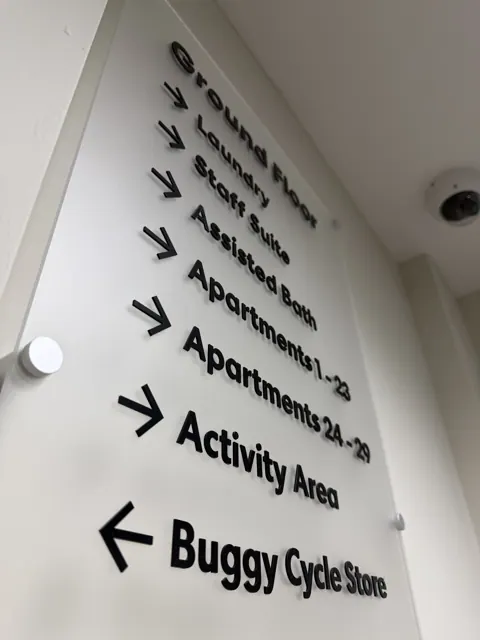 Ground Floor
→ Laundry
→ Staff Suite
→ Assisted Bath
→ Apartments 1 - 23
→ Apartments 24 - 29
→ Activity Area
← Buggy Cycle Store